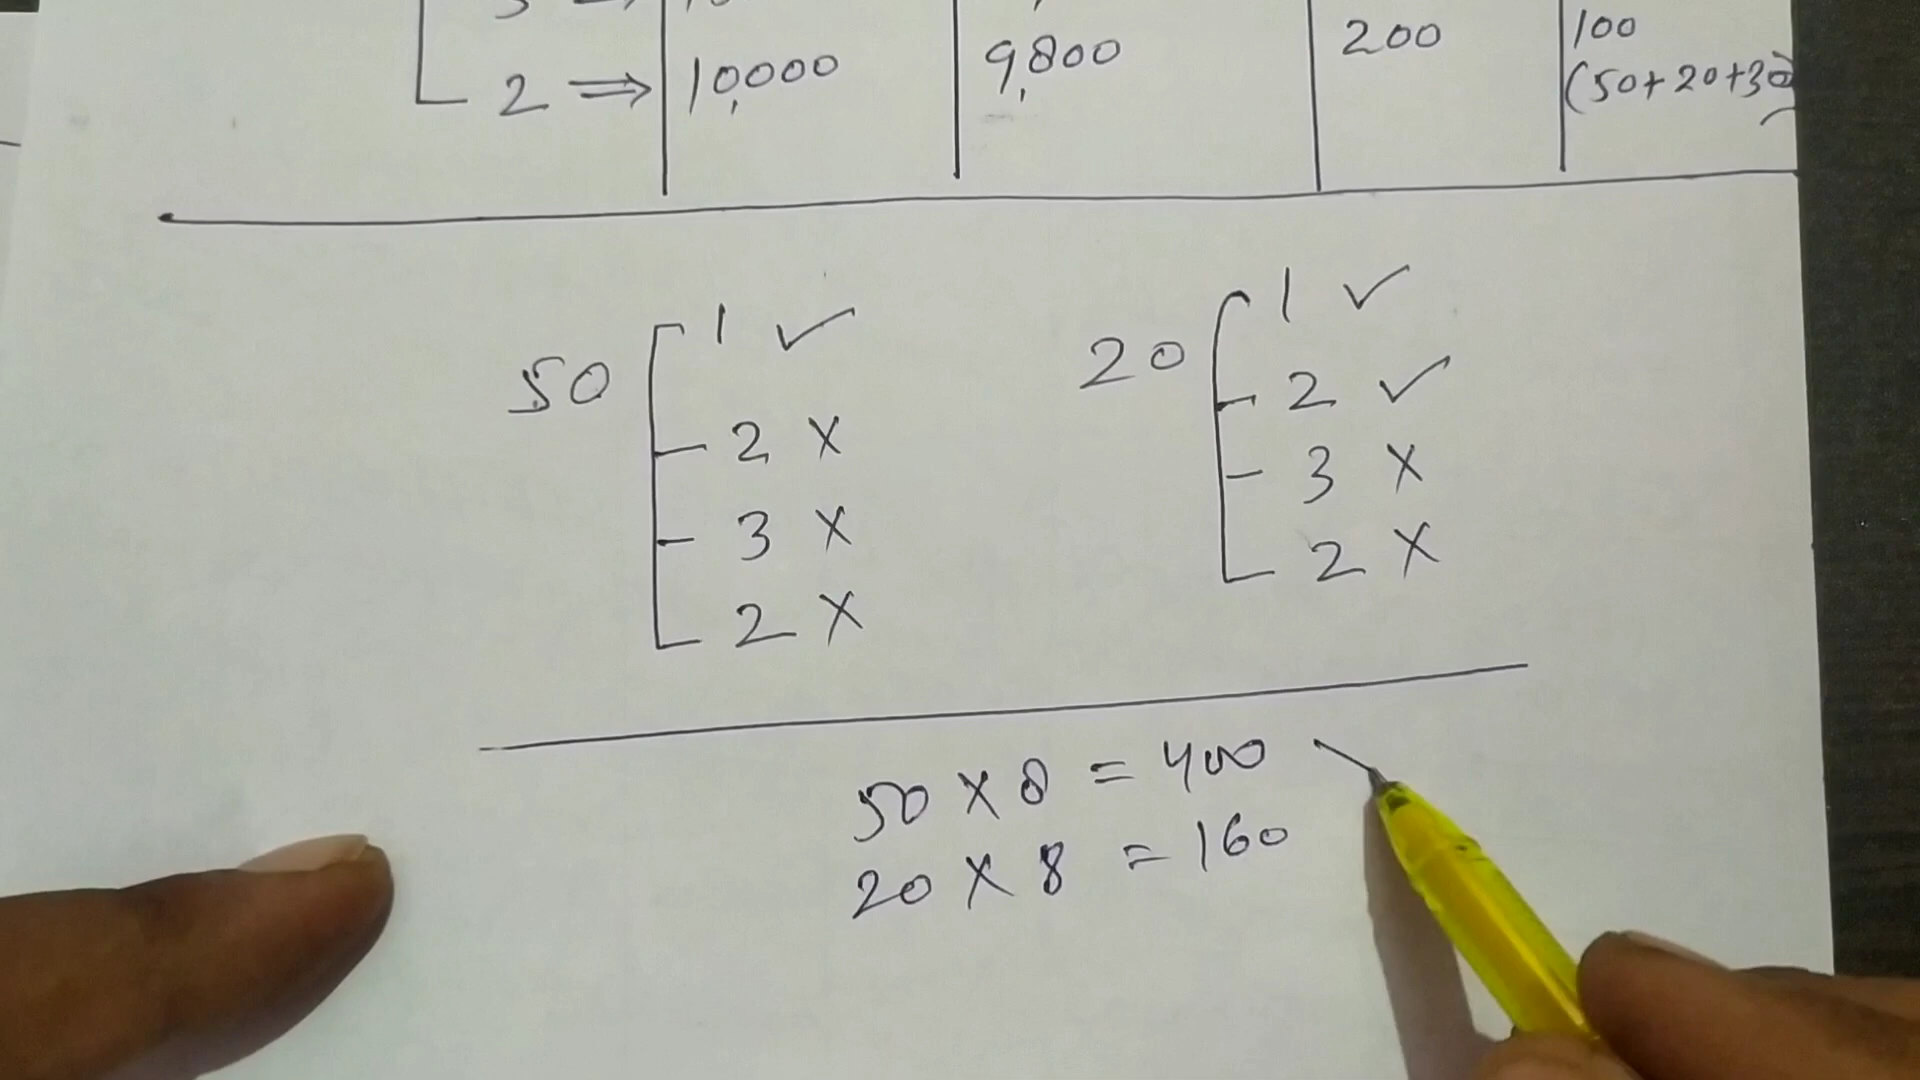 2 ⇒ 10,000 9,800 200 100
(50+20+30)
50 1 ✓
2 X
3 X
2 X
20 1 ✓
2 ✓
3 X
2 X
50 X 8 = 400
20 X 8 = 160